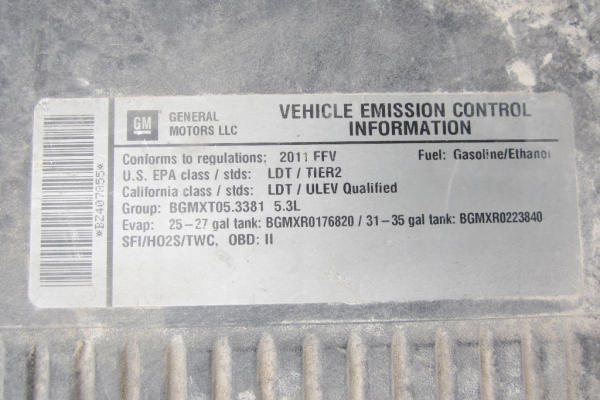 *BZ407855*
GM
GENERAL
MOTORS LLC
VEHICLE EMISSION CONTROL
INFORMATION
Conforms to regulations: 2011 FFV Fuel: Gasoline/Ethanol
U.S. EPA class / stds: LDT / TIER2
California class / stds: LDT / ULEV Qualified
Group: BGMXT05.3381 5.3L
Evap: 25-27 gal tank: BGMXR0176820 / 31-35 gal tank: BGMXR0223840
SFI/HO2S/TWC, OBD: II